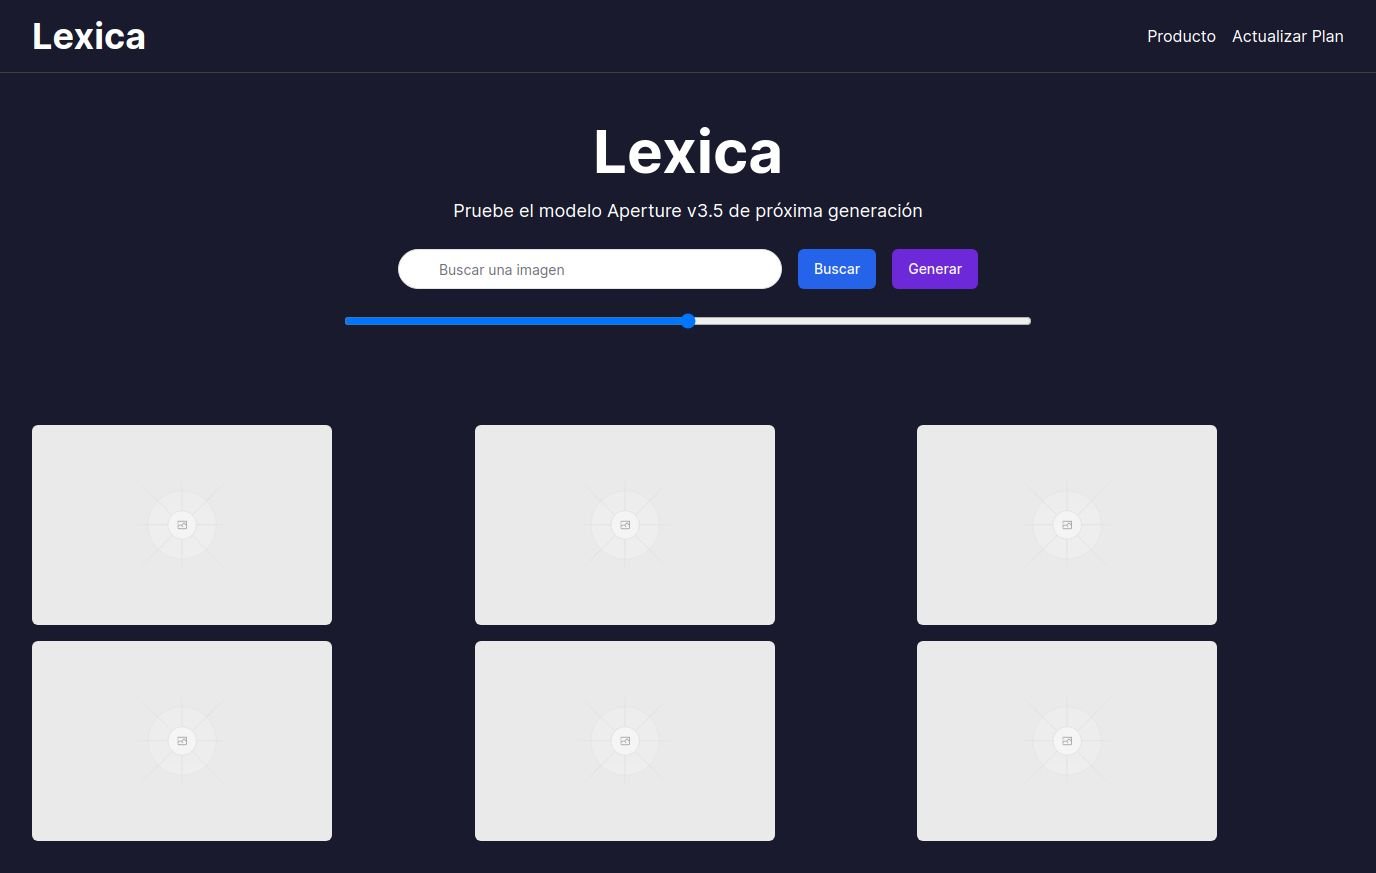 Lexica
Producto Actualizar Plan
Lexica
Pruebe el modelo Aperture v3.5 de próxima generación
Buscar una imagen
Buscar
Generar